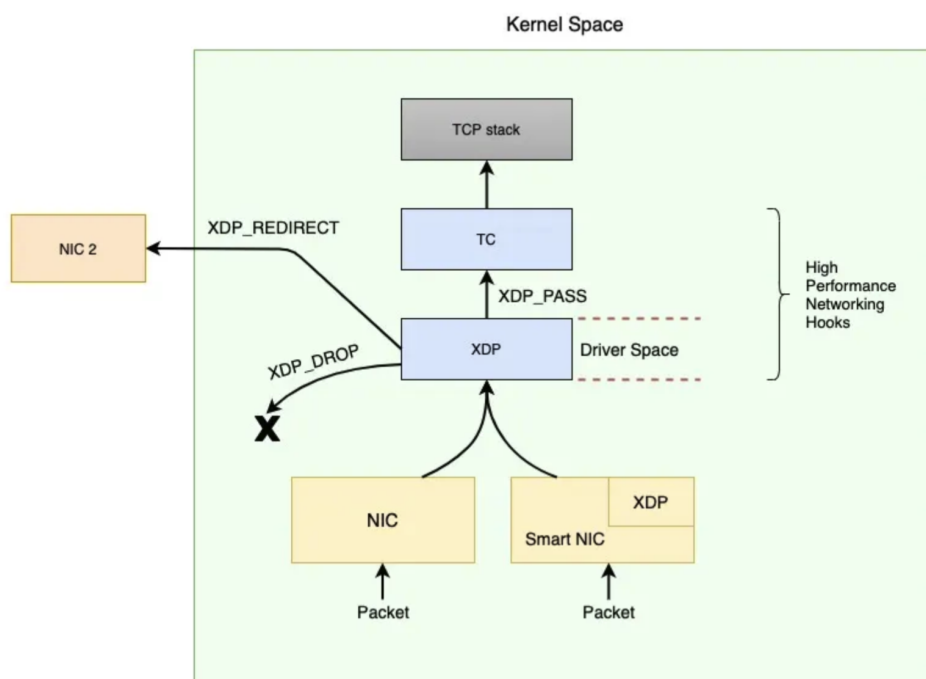 Kernel Space
TCP stack
XDP_REDIRECT
NIC 2
TC
High
Performance
Networking
Hooks
XDP_PASS
XDP
Driver Space
XDP_DROP
X
NIC
XDP
Smart NIC
Packet
Packet